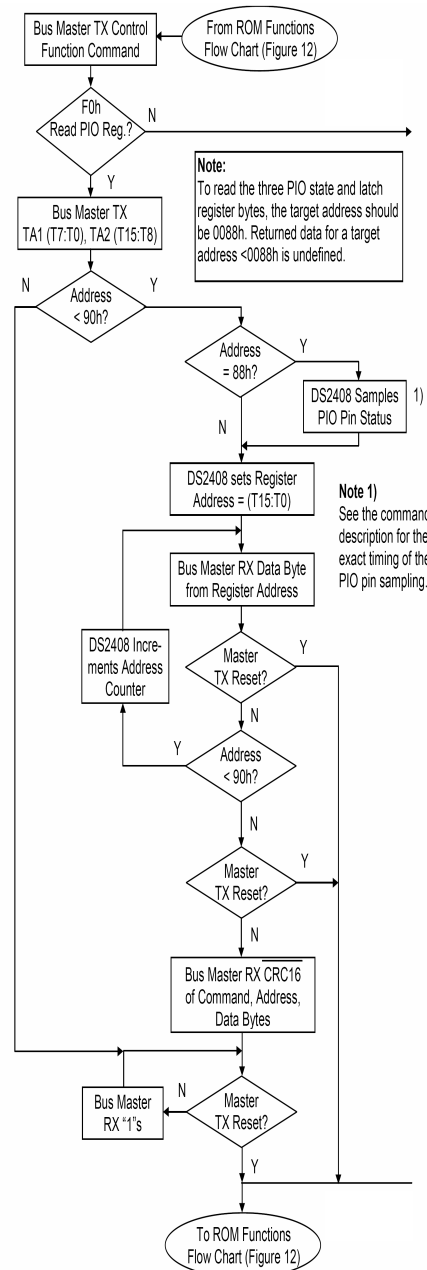 Bus Master TX Control
Function Command
From ROM Functions
Flow Chart (Figure 12)
F0h
Read PIO Reg.?
N
Y
Note:
To read the three PIO state and latch
register bytes, the target address should
be 0088h. Returned data for a target
address <0088h is undefined.
Bus Master TX
TA1 (T7:T0), TA2 (T15:T8)
N
Address
< 90h?
Y
Address
= 88h?
Y
DS2408 Samples
PIO Pin Status
1)
N
DS2408 sets Register
Address = (T15:T0)
Note 1)
See the command
description for the
exact timing of the
PIO pin sampling.
Bus Master RX Data Byte
from Register Address
DS2408 Incre-
ments Address
Counter
Master
TX Reset?
Y
N
Y
Address
< 90h?
N
Master
TX Reset?
Y
N
Bus Master RX CRC16
of Command, Address,
Data Bytes
Bus Master
RX “1”s
N
Master
TX Reset?
Y
To ROM Functions
Flow Chart (Figure 12)